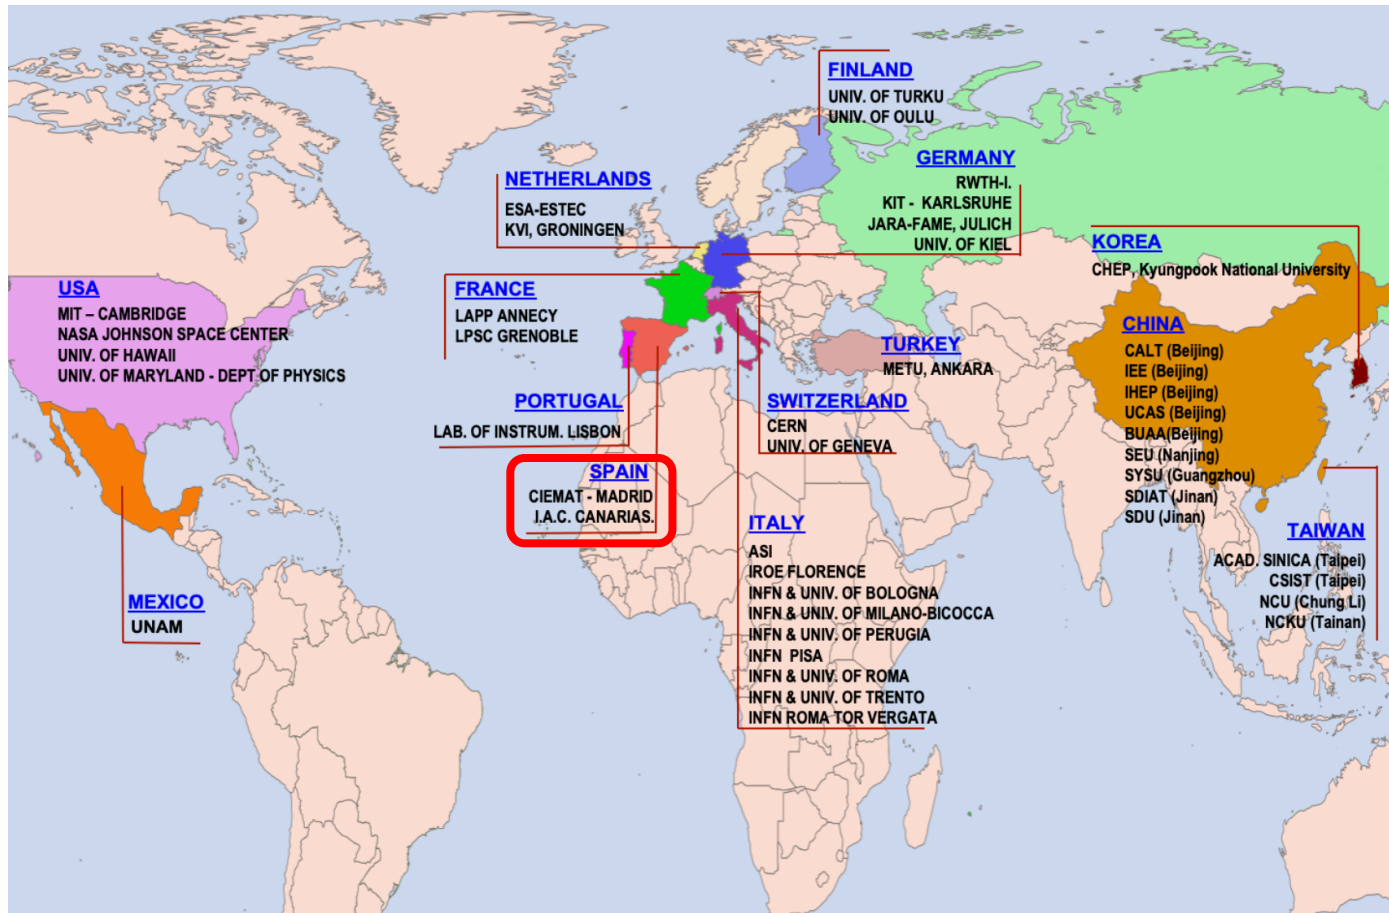 FINLAND
UNIV. OF TURKU
UNIV. OF OULU
NETHERLANDS
ESA-ESTEC
KVI, GRONINGEN
GERMANY
RWTH-I.
KIT - KARLSRUHE
JARA-FAME, JULICH
UNIV. OF KIEL
KOREA
CHEP, Kyungpook National University
USA
MIT – CAMBRIDGE
NASA JOHNSON SPACE CENTER
UNIV. OF HAWAII
UNIV. OF MARYLAND - DEPT OF PHYSICS
FRANCE
LAPP ANNECY
LPSC GRENOBLE
TURKEY
METU, ANKARA
CHINA
CALT (Beijing)
IEE (Beijing)
IHEP (Beijing)
UCAS (Beijing)
BUAA(Beijing)
SEU (Nanjing)
SYSU (Guangzhou)
SDIAT (Jinan)
SDU (Jinan)
PORTUGAL
LAB. OF INSTRUM. LISBON
SWITZERLAND
CERN
UNIV. OF GENEVA
SPAIN
CIEMAT - MADRID
I.A.C. CANARIAS.
ITALY
ASI
IROE FLORENCE
INFN & UNIV. OF BOLOGNA
INFN & UNIV. OF MILANO-BICOCCA
INFN & UNIV. OF PERUGIA
INFN PISA
INFN & UNIV. OF ROMA
INFN & UNIV. OF TRENTO
INFN ROMA TOR VERGATA
TAIWAN
ACAD. SINICA (Taipei)
CSIST (Taipei)
NCU (Chung Li)
NCKU (Tainan)
MEXICO
UNAM